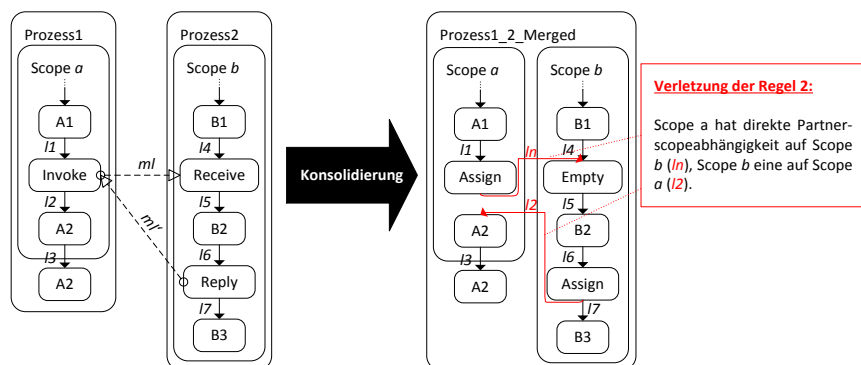 Prozess1
Scope a
A1
l1
Invoke
l2
A2
l3
A2
ml
ml'
Prozess2
Scope b
B1
l4
Receive
l5
B2
l6
Reply
l7
B3
Konsolidierung
Prozess1_2_Merged
Scope a
A1
l1
Assign
ln
l2
A2
l3
A2
Scope b
B1
l4
Empty
l5
B2
l6
Assign
l7
B3
Verletzung der Regel 2:
Scope a hat direkte Partner-
scopeabhängigkeit auf Scope
b (ln), Scope b eine auf Scope
a (l2).